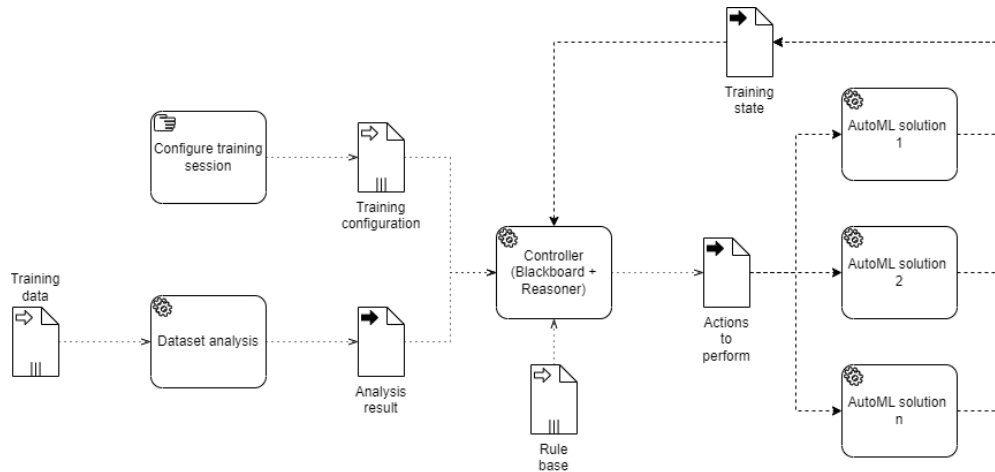 Training
state
AutoML solution
1
Configure training
session
Training
configuration
Controller
(Blackboard +
Reasoner)
AutoML solution
2
Training
data
Dataset analysis
Analysis
result
Actions
to
perform
Rule
base
AutoML solution
n